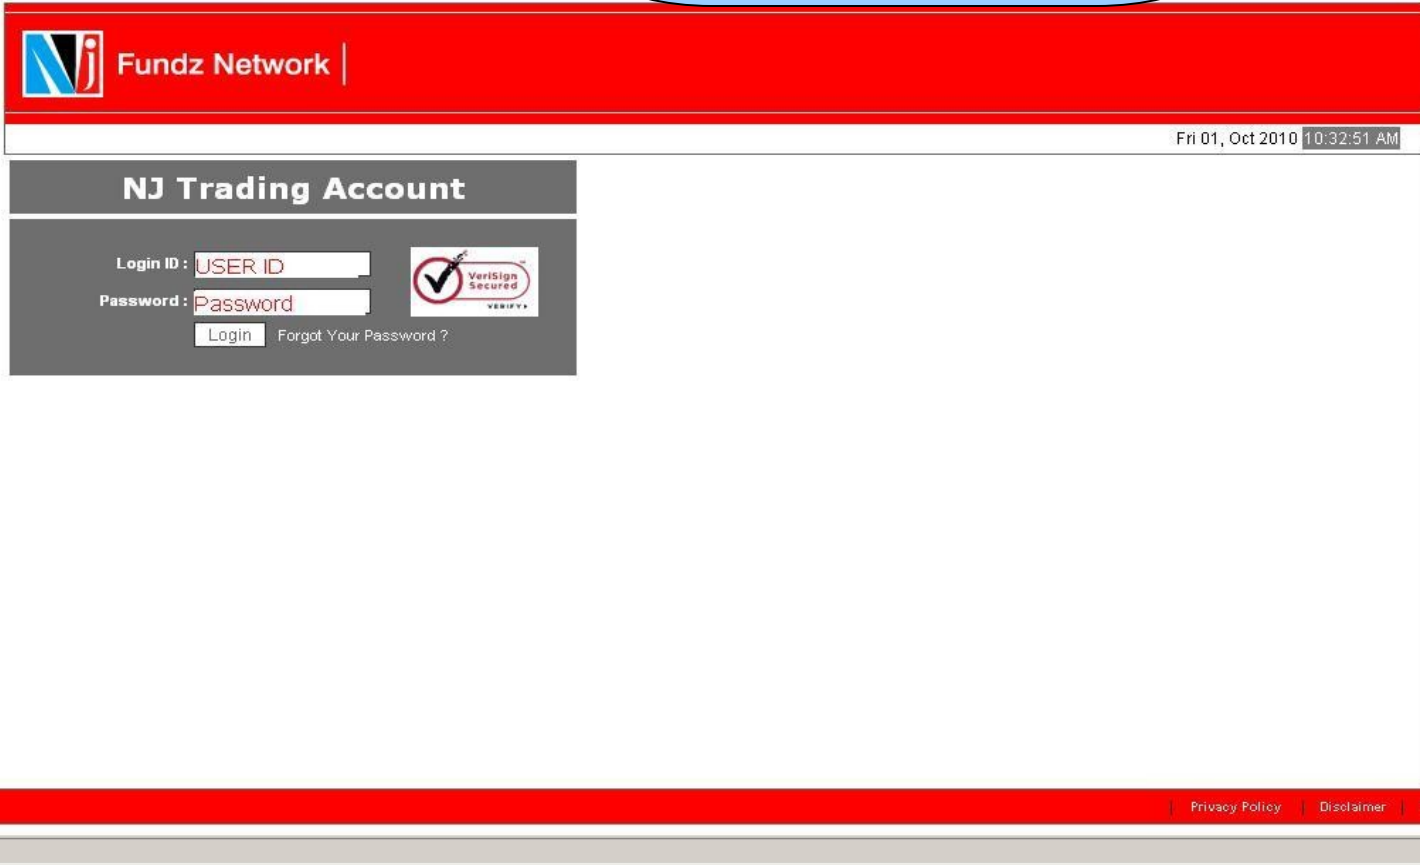 Nj Fundz Network
Fri 01, Oct 2010 10:32:51 AM
NJ Trading Account
Login ID : USER ID
VeriSign
Secured
VERIFY
Password : Password
Login Forgot Your Password ?
| Privacy Policy | Disclaimer |